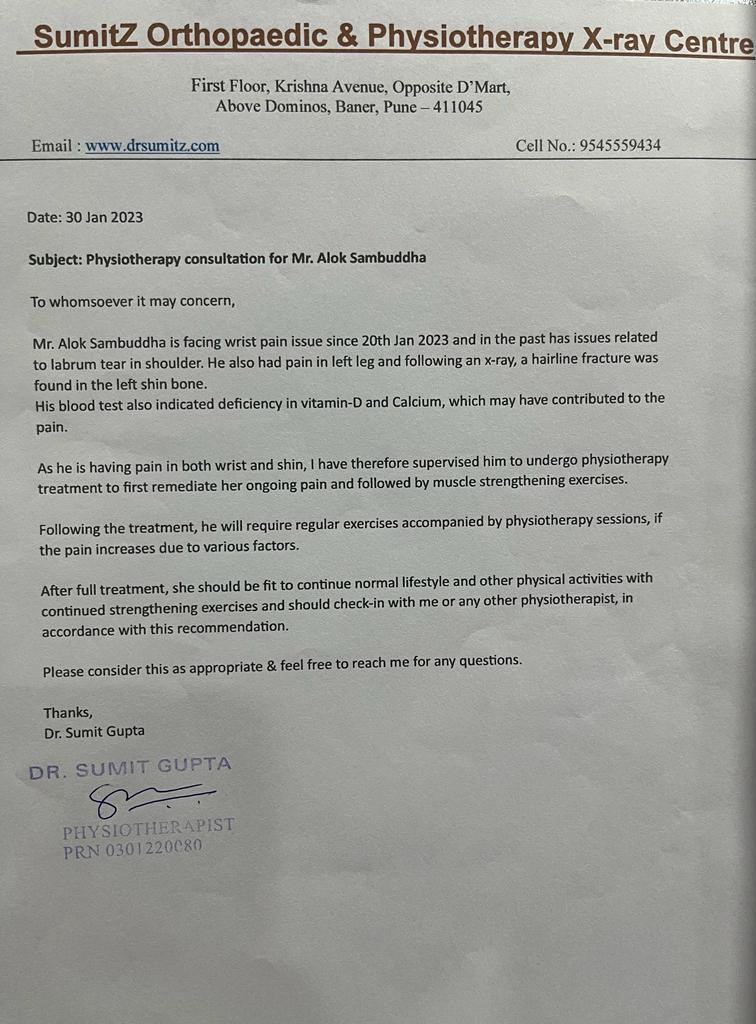 SumitZ Orthopaedic & Physiotherapy X-ray Centre
First Floor, Krishna Avenue, Opposite D'Mart,
Above Dominos, Baner, Pune – 411045
Email : www.drsumitz.com Cell No.: 9545559434
Date: 30 Jan 2023
Subject: Physiotherapy consultation for Mr. Alok Sambuddha
To whomsoever it may concern,
Mr. Alok Sambuddha is facing wrist pain issue since 20th Jan 2023 and in the past has issues related
to labrum tear in shoulder. He also had pain in left leg and following an x-ray, a hairline fracture was
found in the left shin bone.
His blood test also indicated deficiency in vitamin-D and Calcium, which may have contributed to the
pain.
As he is having pain in both wrist and shin, I have therefore supervised him to undergo physiotherapy
treatment to first remediate her ongoing pain and followed by muscle strengthening exercises.
Following the treatment, he will require regular exercises accompanied by physiotherapy sessions, if
the pain increases due to various factors.
After full treatment, she should be fit to continue normal lifestyle and other physical activities with
continued strengthening exercises and should check-in with me or any other physiotherapist, in
accordance with this recommendation.
Please consider this as appropriate & feel free to reach me for any questions.
Thanks,
Dr. Sumit Gupta
DR. SUMIT GUPTA
PHYSIOTHERAPIST
PRN 0301220080